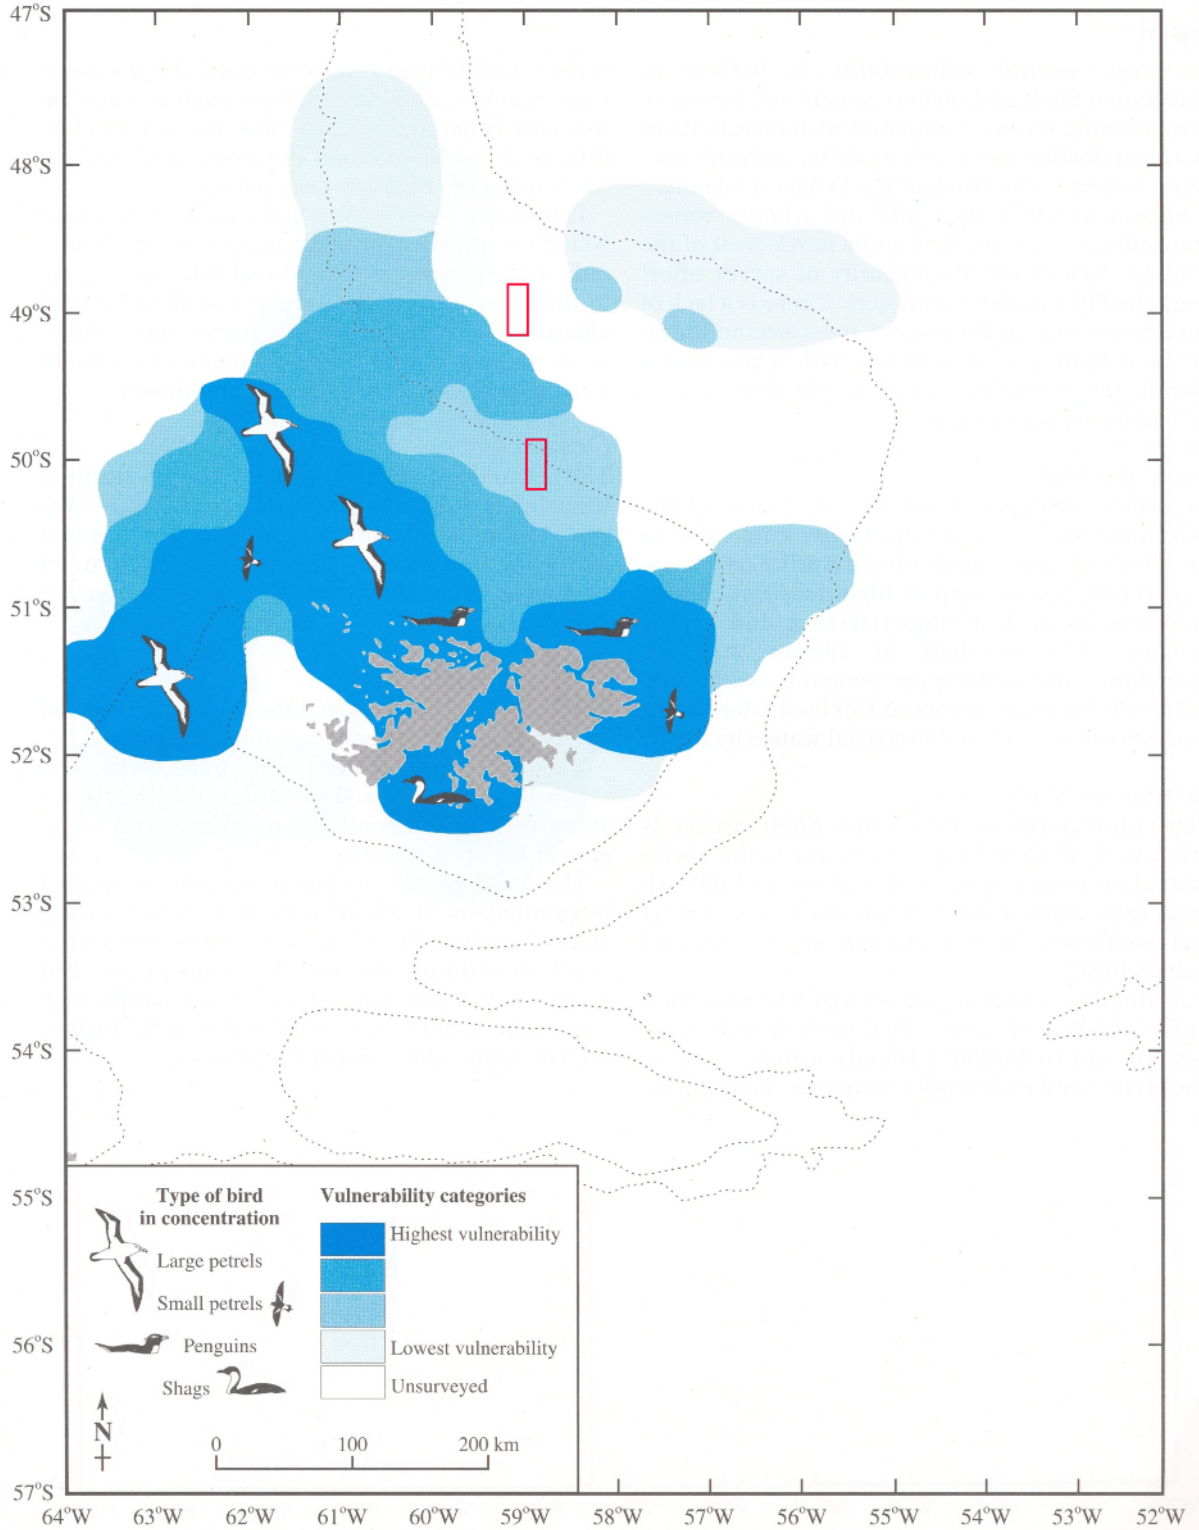 47°S
48°S
49°S
50°S
51°S
52°S
53°S
54°S
55°S
56°S
57°S
Type of bird
in concentration
Large petrels
Small petrels
Penguins
Shags
N
Vulnerability categories
Highest vulnerability
Lowest vulnerability
Unsurveyed
0 100 200 km
64°W 63°W 62°W 61°W 60°W 59°W 58°W 57°W 56°W 55°W 54°W 53°W 52°W